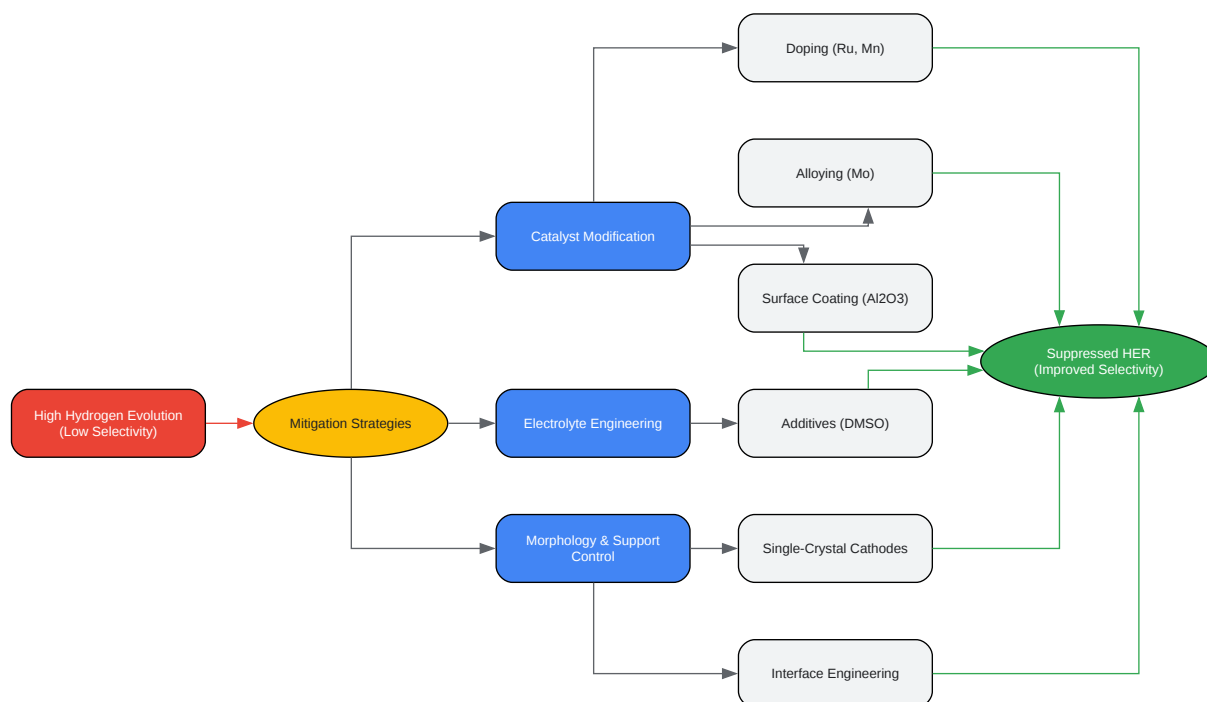 Doping (Ru, Mn)
Alloying (Mo)
Catalyst Modification
Surface Coating (Al2O3)
Suppressed HER
(Improved Selectivity)
High Hydrogen Evolution
(Low Selectivity)
Mitigation Strategies
Electrolyte Engineering
Additives (DMSO)
Morphology & Support
Control
Single-Crystal Cathodes
Interface Engineering